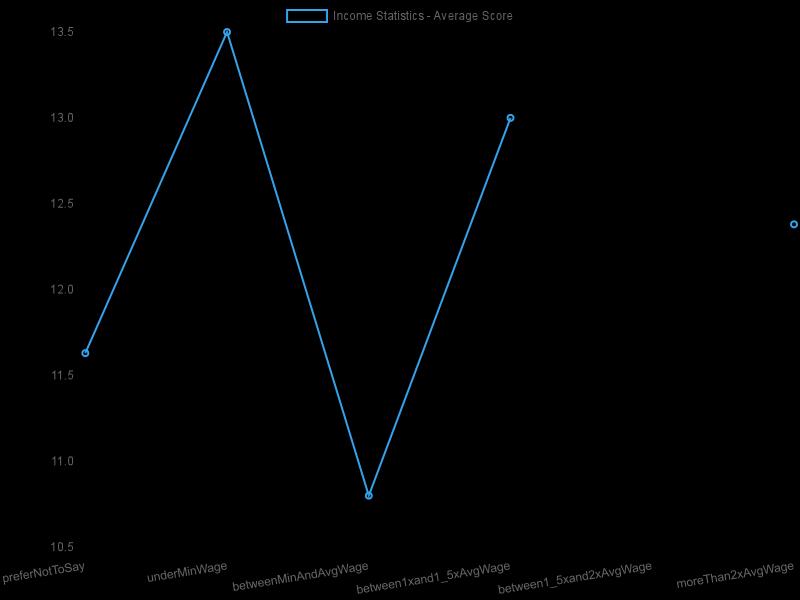 Income Statistics - Average Score
13.5
13.0
12.5
12.0
11.5
11.0
10.5
preferNotToSay
underMinWage
betweenMinAndAvgWage
between1xand1_5xAvgWage
between1_5xand2xAvgWage
moreThan2xAvgWage